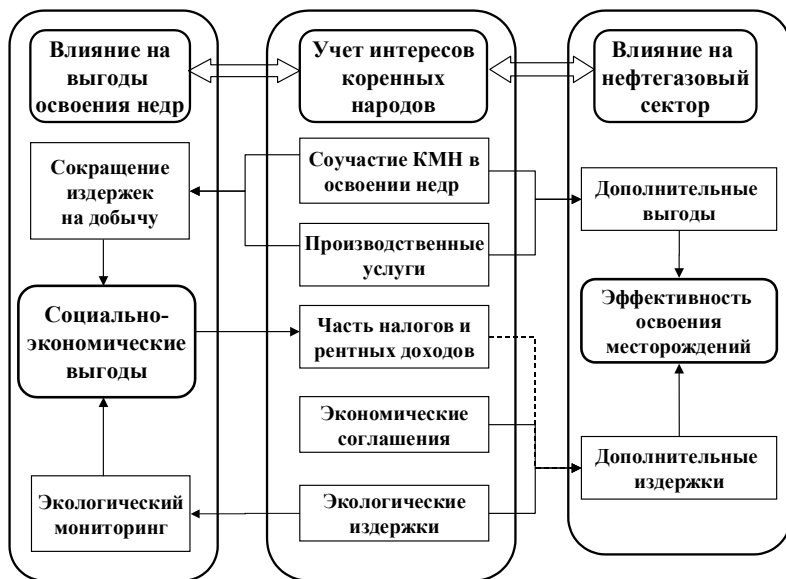 Влияние на
выгоды
освоения недр
Учет интересов
коренных
народов
Влияние на
нефтегазовый
сектор
Сокращение
издержек
на добычу
Социально-
экономические
выгоды
Экологический
мониторинг
Соучастие КМН в
освоении недр
Производственные
услуги
Часть налогов и
рентных доходов
Экономические
соглашения
Экологические
издержки
Дополнительные
выгоды
Эффективность
освоения
месторождений
Дополнительные
издержки